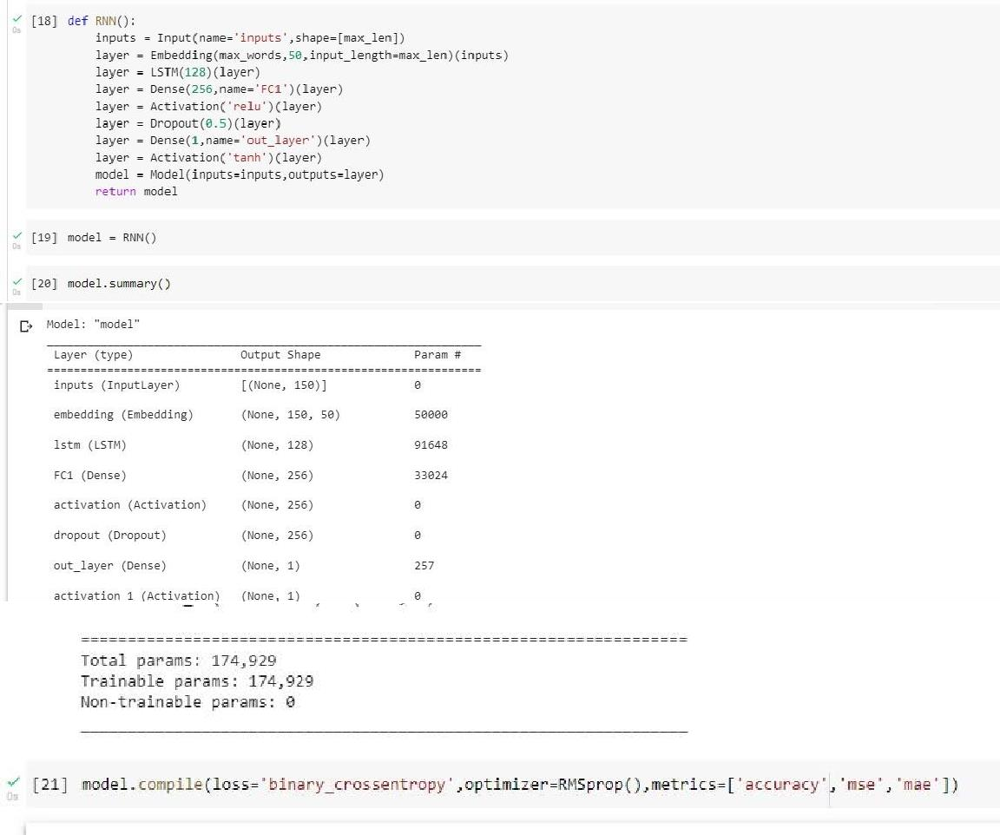 [18] def RNN():
inputs = Input(name='inputs',shape=[max_len])
layer = Embedding(max_words,50,input_length=max_len)(inputs)
layer = LSTM(128)(layer)
layer = Dense(256,name='FC1')(layer)
layer = Activation('relu')(layer)
layer = Dropout(0.5)(layer)
layer = Dense(1,name='out_layer')(layer)
layer = Activation('tanh')(layer)
model = Model(inputs=inputs,outputs=layer)
return model
0s
[19] model = RNN()
0s
[20] model.summary()
0s
Model: "model"
Layer (type) Output Shape Param #
=================================================================
inputs (InputLayer) [(None, 150)] 0
embedding (Embedding) (None, 150, 50) 50000
lstm (LSTM) (None, 128) 91648
FC1 (Dense) (None, 256) 33024
activation (Activation) (None, 256) 0
dropout (Dropout) (None, 256) 0
out_layer (Dense) (None, 1) 257
activation 1 (Activation) (None, 1) 0
=================================================================
Total params: 174,929
Trainable params: 174,929
Non-trainable params: 0
[21] model.compile(loss='binary_crossentropy',optimizer=RMSprop(),metrics=['accuracy','mse','mae'])
0s